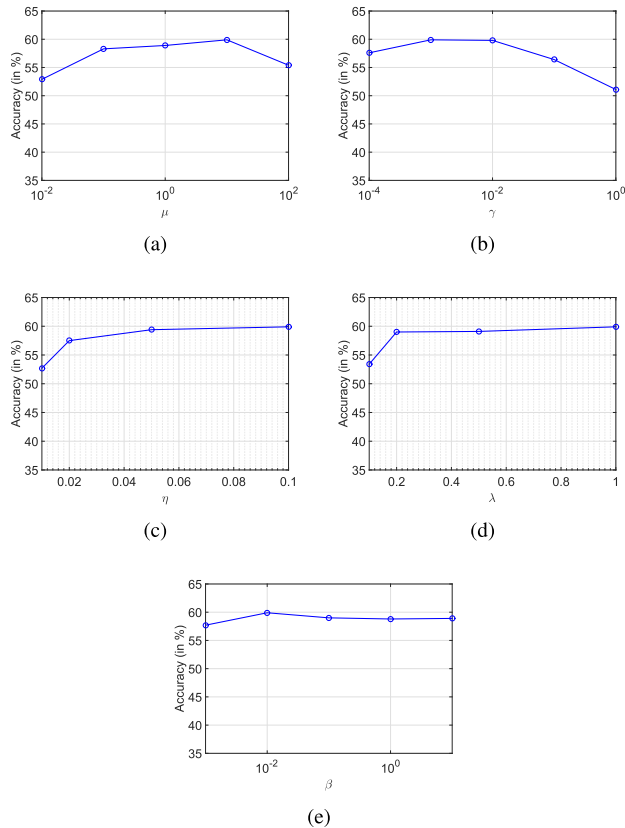 65
60
55
50
45
40
35
Accuracy (in %)
10^-2 10^0 10^2
μ
(a)
65
60
55
50
45
40
35
Accuracy (in %)
10^-4 10^-2 10^0
γ
(b)
65
60
55
50
45
40
35
Accuracy (in %)
0.02 0.04 0.06 0.08 0.1
η
(c)
65
60
55
50
45
40
35
Accuracy (in %)
0.2 0.4 0.6 0.8 1
λ
(d)
65
60
55
50
45
40
35
Accuracy (in %)
10^-2 10^0
β
(e)